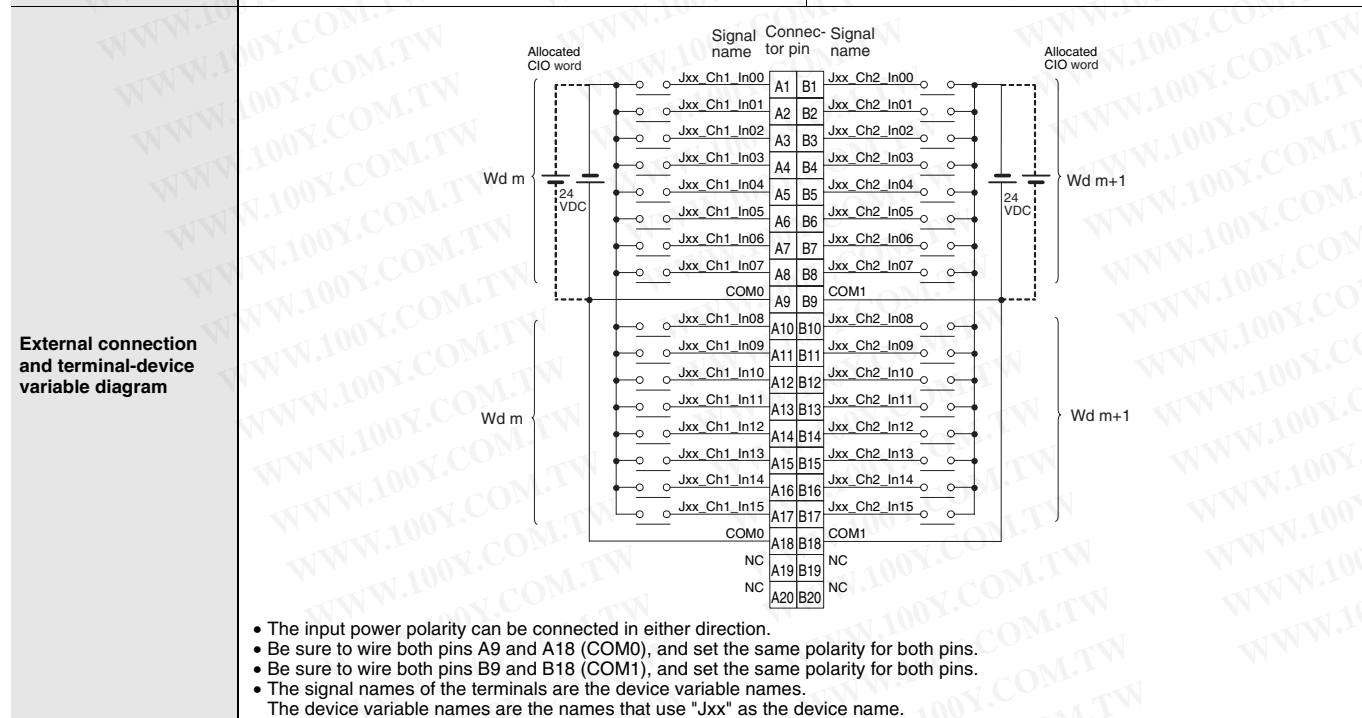 Signal name
Connec-tor pin
Signal name
Allocated CIO word
Allocated CIO word
Jxx_Ch1_In00 A1 B1 Jxx_Ch2_In00
Jxx_Ch1_In01 A2 B2 Jxx_Ch2_In01
Jxx_Ch1_In02 A3 B3 Jxx_Ch2_In02
Jxx_Ch1_In03 A4 B4 Jxx_Ch2_In03
Wd m
24 VDC
Jxx_Ch1_In04 A5 B5 Jxx_Ch2_In04
24 VDC
Wd m+1
Jxx_Ch1_In05 A6 B6 Jxx_Ch2_In05
Jxx_Ch1_In06 A7 B7 Jxx_Ch2_In06
Jxx_Ch1_In07 A8 B8 Jxx_Ch2_In07
COM0 A9 B9 COM1
Jxx_Ch1_In08 A10 B10 Jxx_Ch2_In08
Jxx_Ch1_In09 A11 B11 Jxx_Ch2_In09
Jxx_Ch1_In10 A12 B12 Jxx_Ch2_In10
Jxx_Ch1_In11 A13 B13 Jxx_Ch2_In11
Wd m
Wd m+1
Jxx_Ch1_In12 A14 B14 Jxx_Ch2_In12
Jxx_Ch1_In13 A15 B15 Jxx_Ch2_In13
Jxx_Ch1_In14 A16 B16 Jxx_Ch2_In14
Jxx_Ch1_In15 A17 B17 Jxx_Ch2_In15
COM0 A18 B18 COM1
NC A19 B19 NC
NC A20 B20 NC
External connection
and terminal-device
variable diagram
• The input power polarity can be connected in either direction.
• Be sure to wire both pins A9 and A18 (COM0), and set the same polarity for both pins.
• Be sure to wire both pins B9 and B18 (COM1), and set the same polarity for both pins.
• The signal names of the terminals are the device variable names.
The device variable names are the names that use "Jxx" as the device name.
WWW.100Y.COM.TW